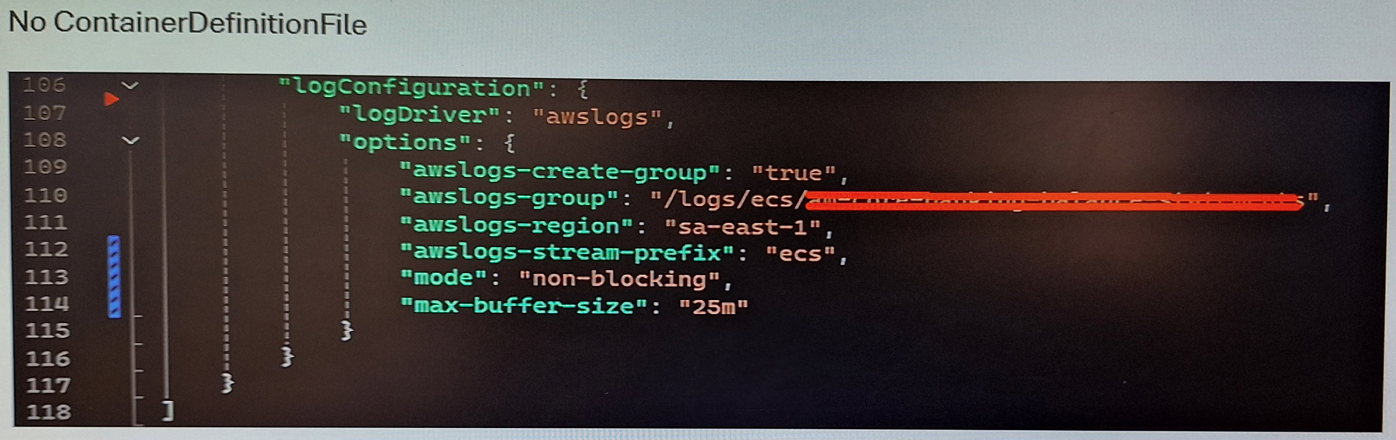 No ContainerDefinitionFile
106 "logConfiguration": {
107 "logDriver": "awslogs",
108 "options": {
109 "awslogs-create-group": "true",
110 "awslogs-group": "/logs/ecs/ ",
111 "awslogs-region": "sa-east-1",
112 "awslogs-stream-prefix": "ecs",
113 "mode": "non-blocking",
114 "max-buffer-size": "25m"
115 }
116 }
117 }
118 ]